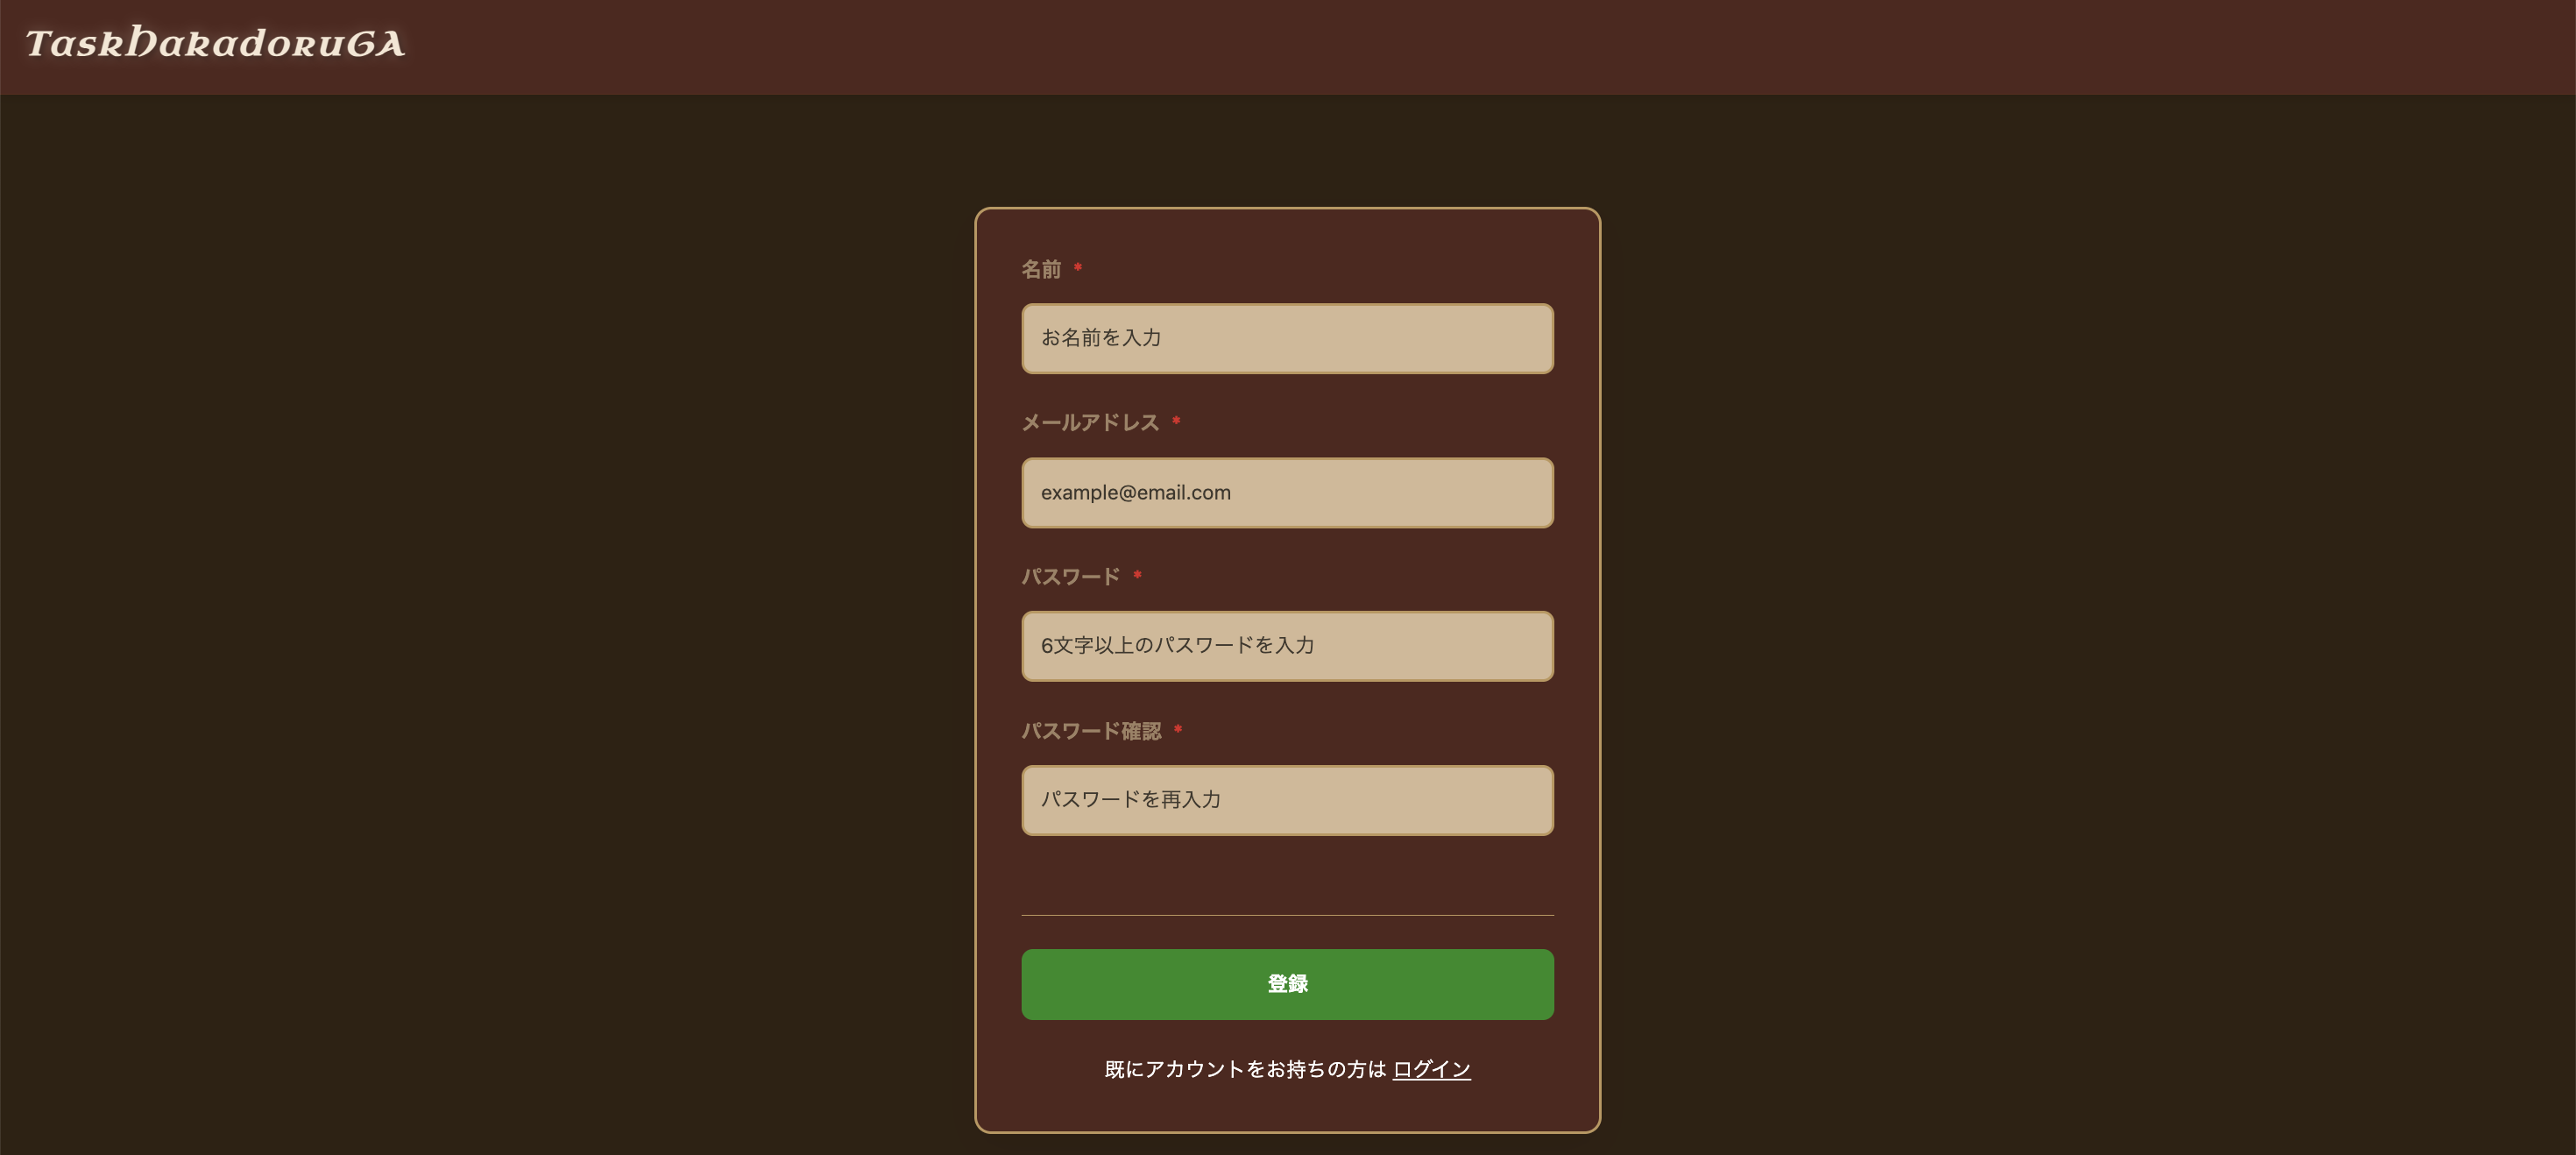 TaskHakadoruGA
名前 *
お名前を入力
メールアドレス *
example@email.com
パスワード *
6文字以上のパスワードを入力
パスワード確認 *
パスワードを再入力
登録
既にアカウントをお持ちの方は ログイン